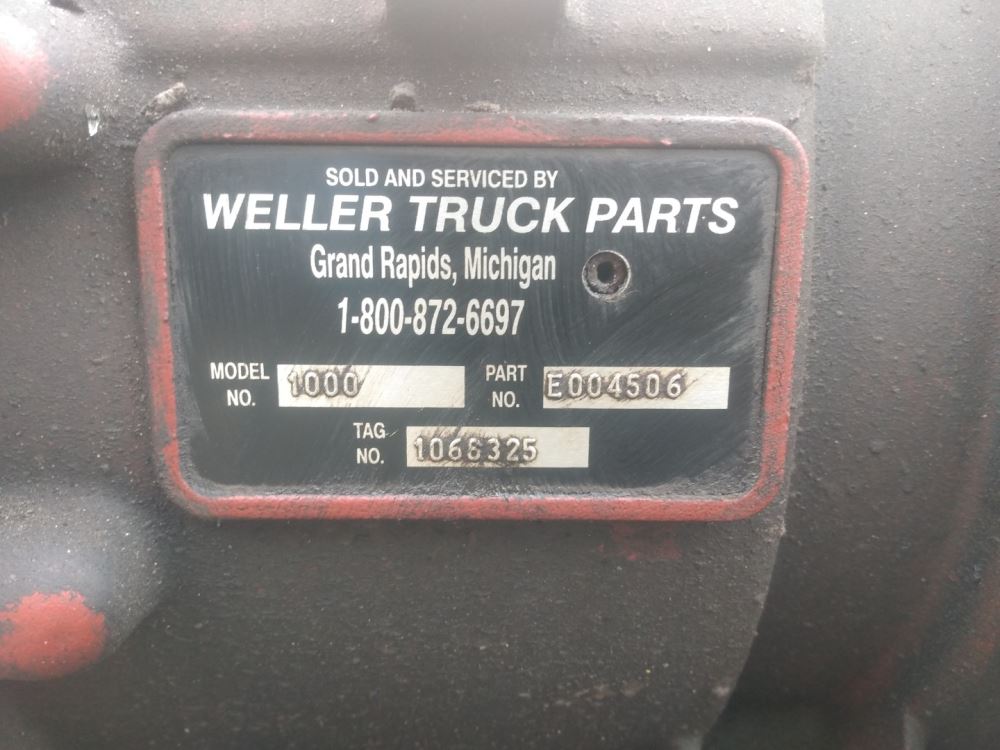 SOLD AND SERVICED BY
WELLER TRUCK PARTS
Grand Rapids, Michigan
1-800-872-6697
MODEL NO. 1000 PART NO. E004506
TAG NO. 1068325